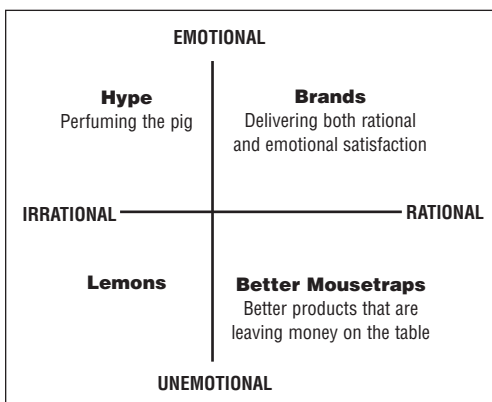 EMOTIONAL
Hype
Perfuming the pig
Brands
Delivering both rational
and emotional satisfaction
IRRATIONAL
RATIONAL
Lemons
Better Mousetraps
Better products that are
leaving money on the table
UNEMOTIONAL